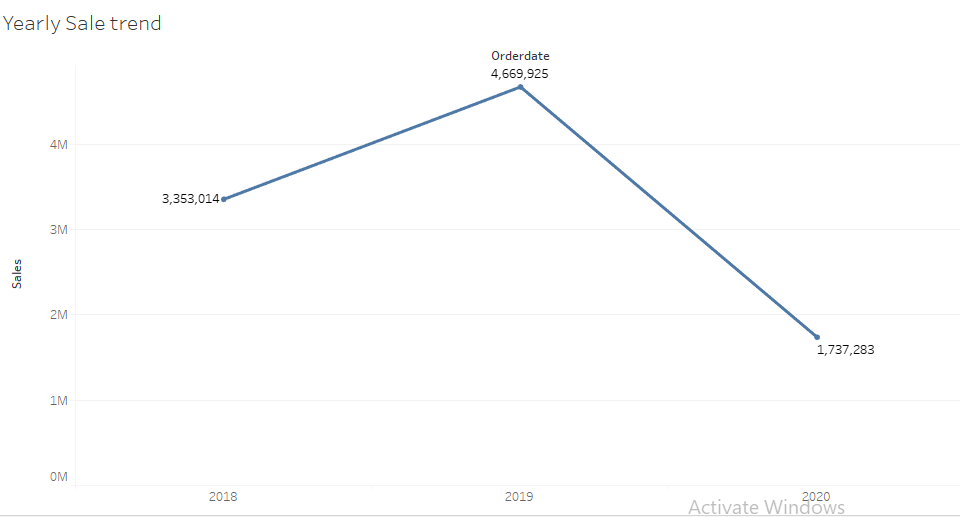 Yearly Sale trend
Orderdate
4,669,925
4M
3,353,014
3M
Sales
2M
1,737,283
1M
0M
2018
2019
2020
Activate Windows